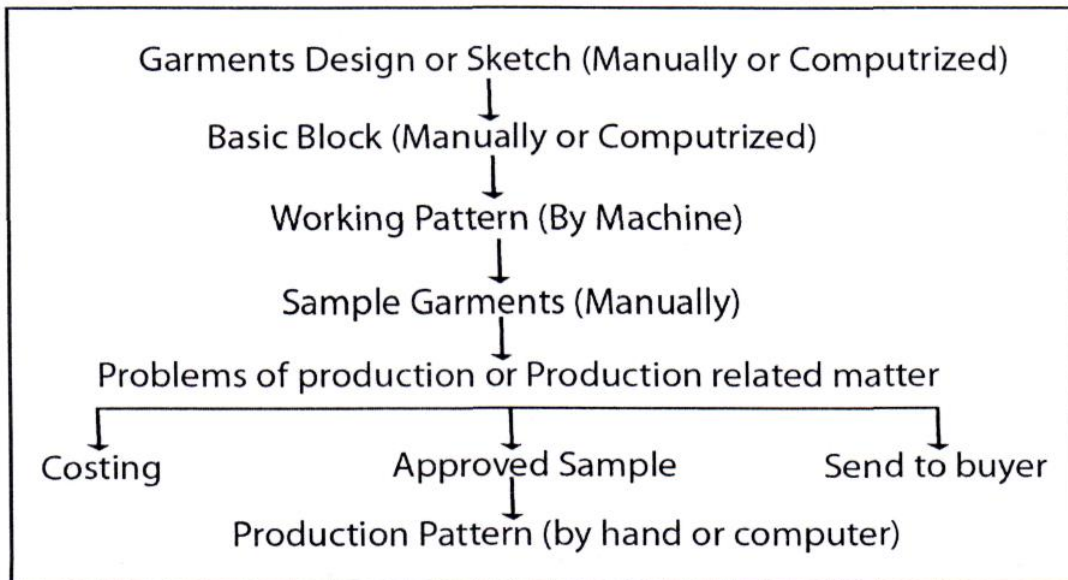 Garments Design or Sketch (Manually or Computrized)
Basic Block (Manually or Computrized)
Working Pattern (By Machine)
Sample Garments (Manually)
Problems of production or Production related matter
Costing Approved Sample Send to buyer
Production Pattern (by hand or computer)